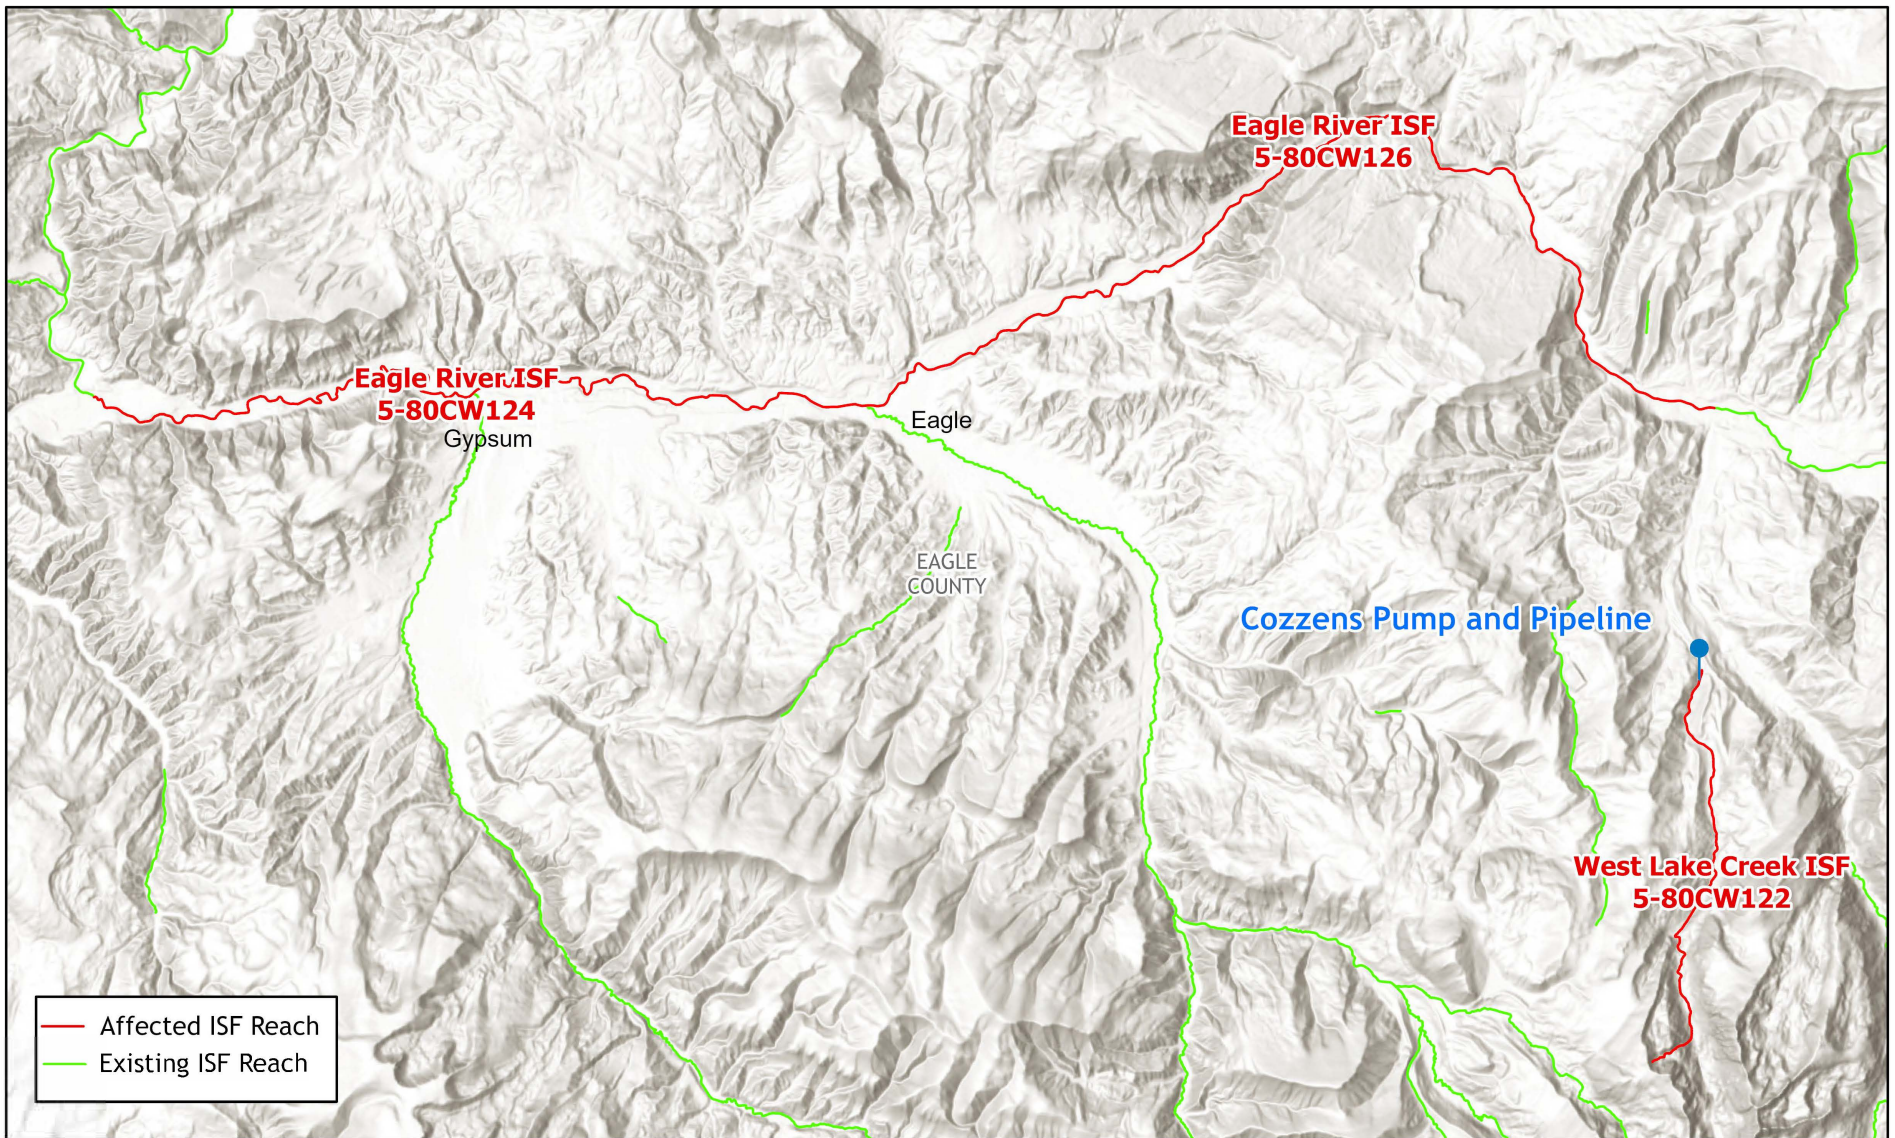 Eagle River ISF
5-80CW126
Eagle River ISF
5-80CW124
Gypsum
Eagle
EAGLE
COUNTY
Cozzens Pump and Pipeline
West Lake Creek ISF
5-80CW122
Affected ISF Reach
Existing ISF Reach